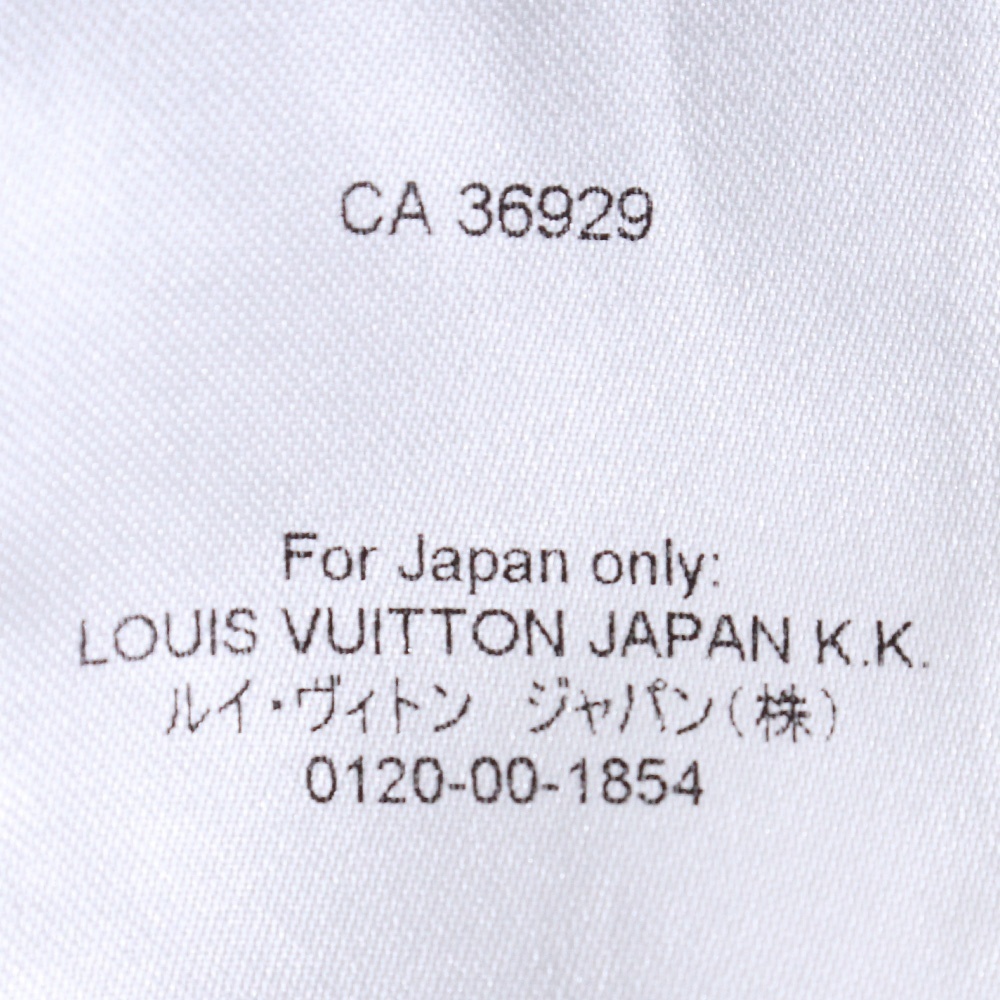 CA 36929
For Japan only:
LOUIS VUITTON JAPAN K.K.
ルイ・ヴィトン　ジャパン(株)
0120-00-1854